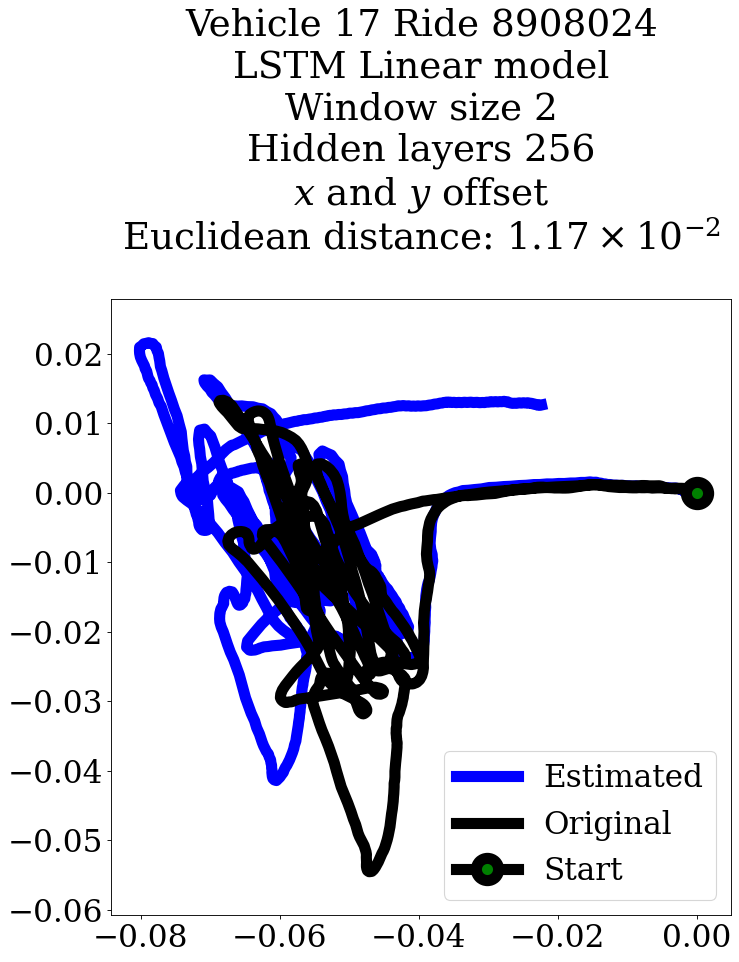 Vehicle 17 Ride 8908024
LSTM Linear model
Window size 2
Hidden layers 256
x and y offset
Euclidean distance: 1.17 × 10⁻²
0.02
0.01
0.00
−0.01
−0.02
−0.03
−0.04
−0.05
−0.06
Estimated
Original
Start
−0.08 −0.06 −0.04 −0.02 0.00